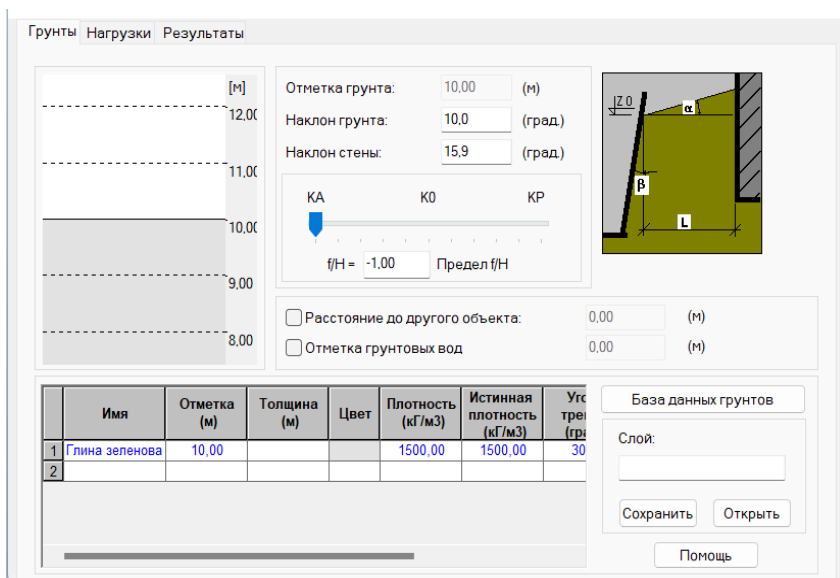 Грунты Нагрузки Результаты
[м]
12,00
11,00
10,00
9,00
8,00
Отметка грунта: 10,00 (м)
Наклон грунта: 10,0 (град.)
Наклон стены: 15,9 (град.)
КА К0 КР
f/H = -1,00 Предел f/H
Z 0 α
β
L
Расстояние до другого объекта: 0,00 (м)
Отметка грунтовых вод 0,00 (м)
Имя Отметка (м) Толщина (м) Цвет Плотность (кГ/м3) Истинная плотность (кГ/м3)
1 Глина зеленова 10,00 1500,00 1500,00 30
2
База данных грунтов
Слой:
Сохранить Открыть
Помощь